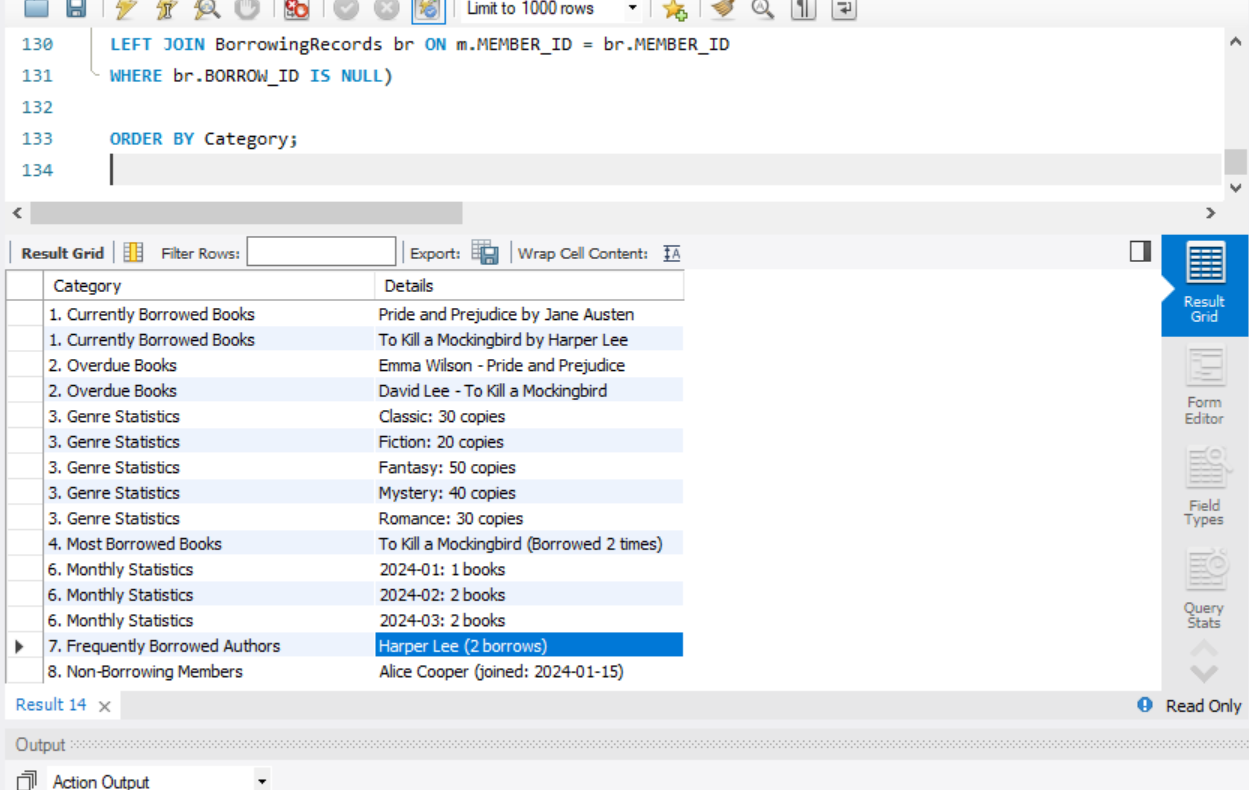 Limit to 1000 rows
130 LEFT JOIN BorrowingRecords br ON m.MEMBER_ID = br.MEMBER_ID
131 WHERE br.BORROW_ID IS NULL)
132
133 ORDER BY Category;
134
Result Grid Filter Rows: Export: Wrap Cell Content: IA
Category Details
1. Currently Borrowed Books Pride and Prejudice by Jane Austen
1. Currently Borrowed Books To Kill a Mockingbird by Harper Lee
2. Overdue Books Emma Wilson - Pride and Prejudice
2. Overdue Books David Lee - To Kill a Mockingbird
3. Genre Statistics Classic: 30 copies
3. Genre Statistics Fiction: 20 copies
3. Genre Statistics Fantasy: 50 copies
3. Genre Statistics Mystery: 40 copies
3. Genre Statistics Romance: 30 copies
4. Most Borrowed Books To Kill a Mockingbird (Borrowed 2 times)
6. Monthly Statistics 2024-01: 1 books
6. Monthly Statistics 2024-02: 2 books
6. Monthly Statistics 2024-03: 2 books
7. Frequently Borrowed Authors Harper Lee (2 borrows)
8. Non-Borrowing Members Alice Cooper (joined: 2024-01-15)
Result
Grid
Form
Editor
Field
Types
Query
Stats
Result 14 × Read Only
Output
Action Output